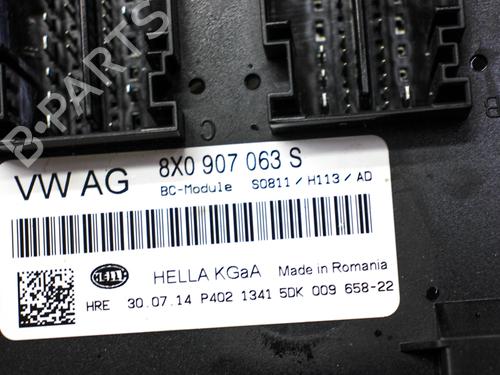 B-PARTS
C
B
VW AG 8X0 907 063 S
BC-Module S0811 / H113 / AD
HELLA
HELLA KGaA Made in Romania
HRE 30.07.14 P402 1341 5DK 009 658-22